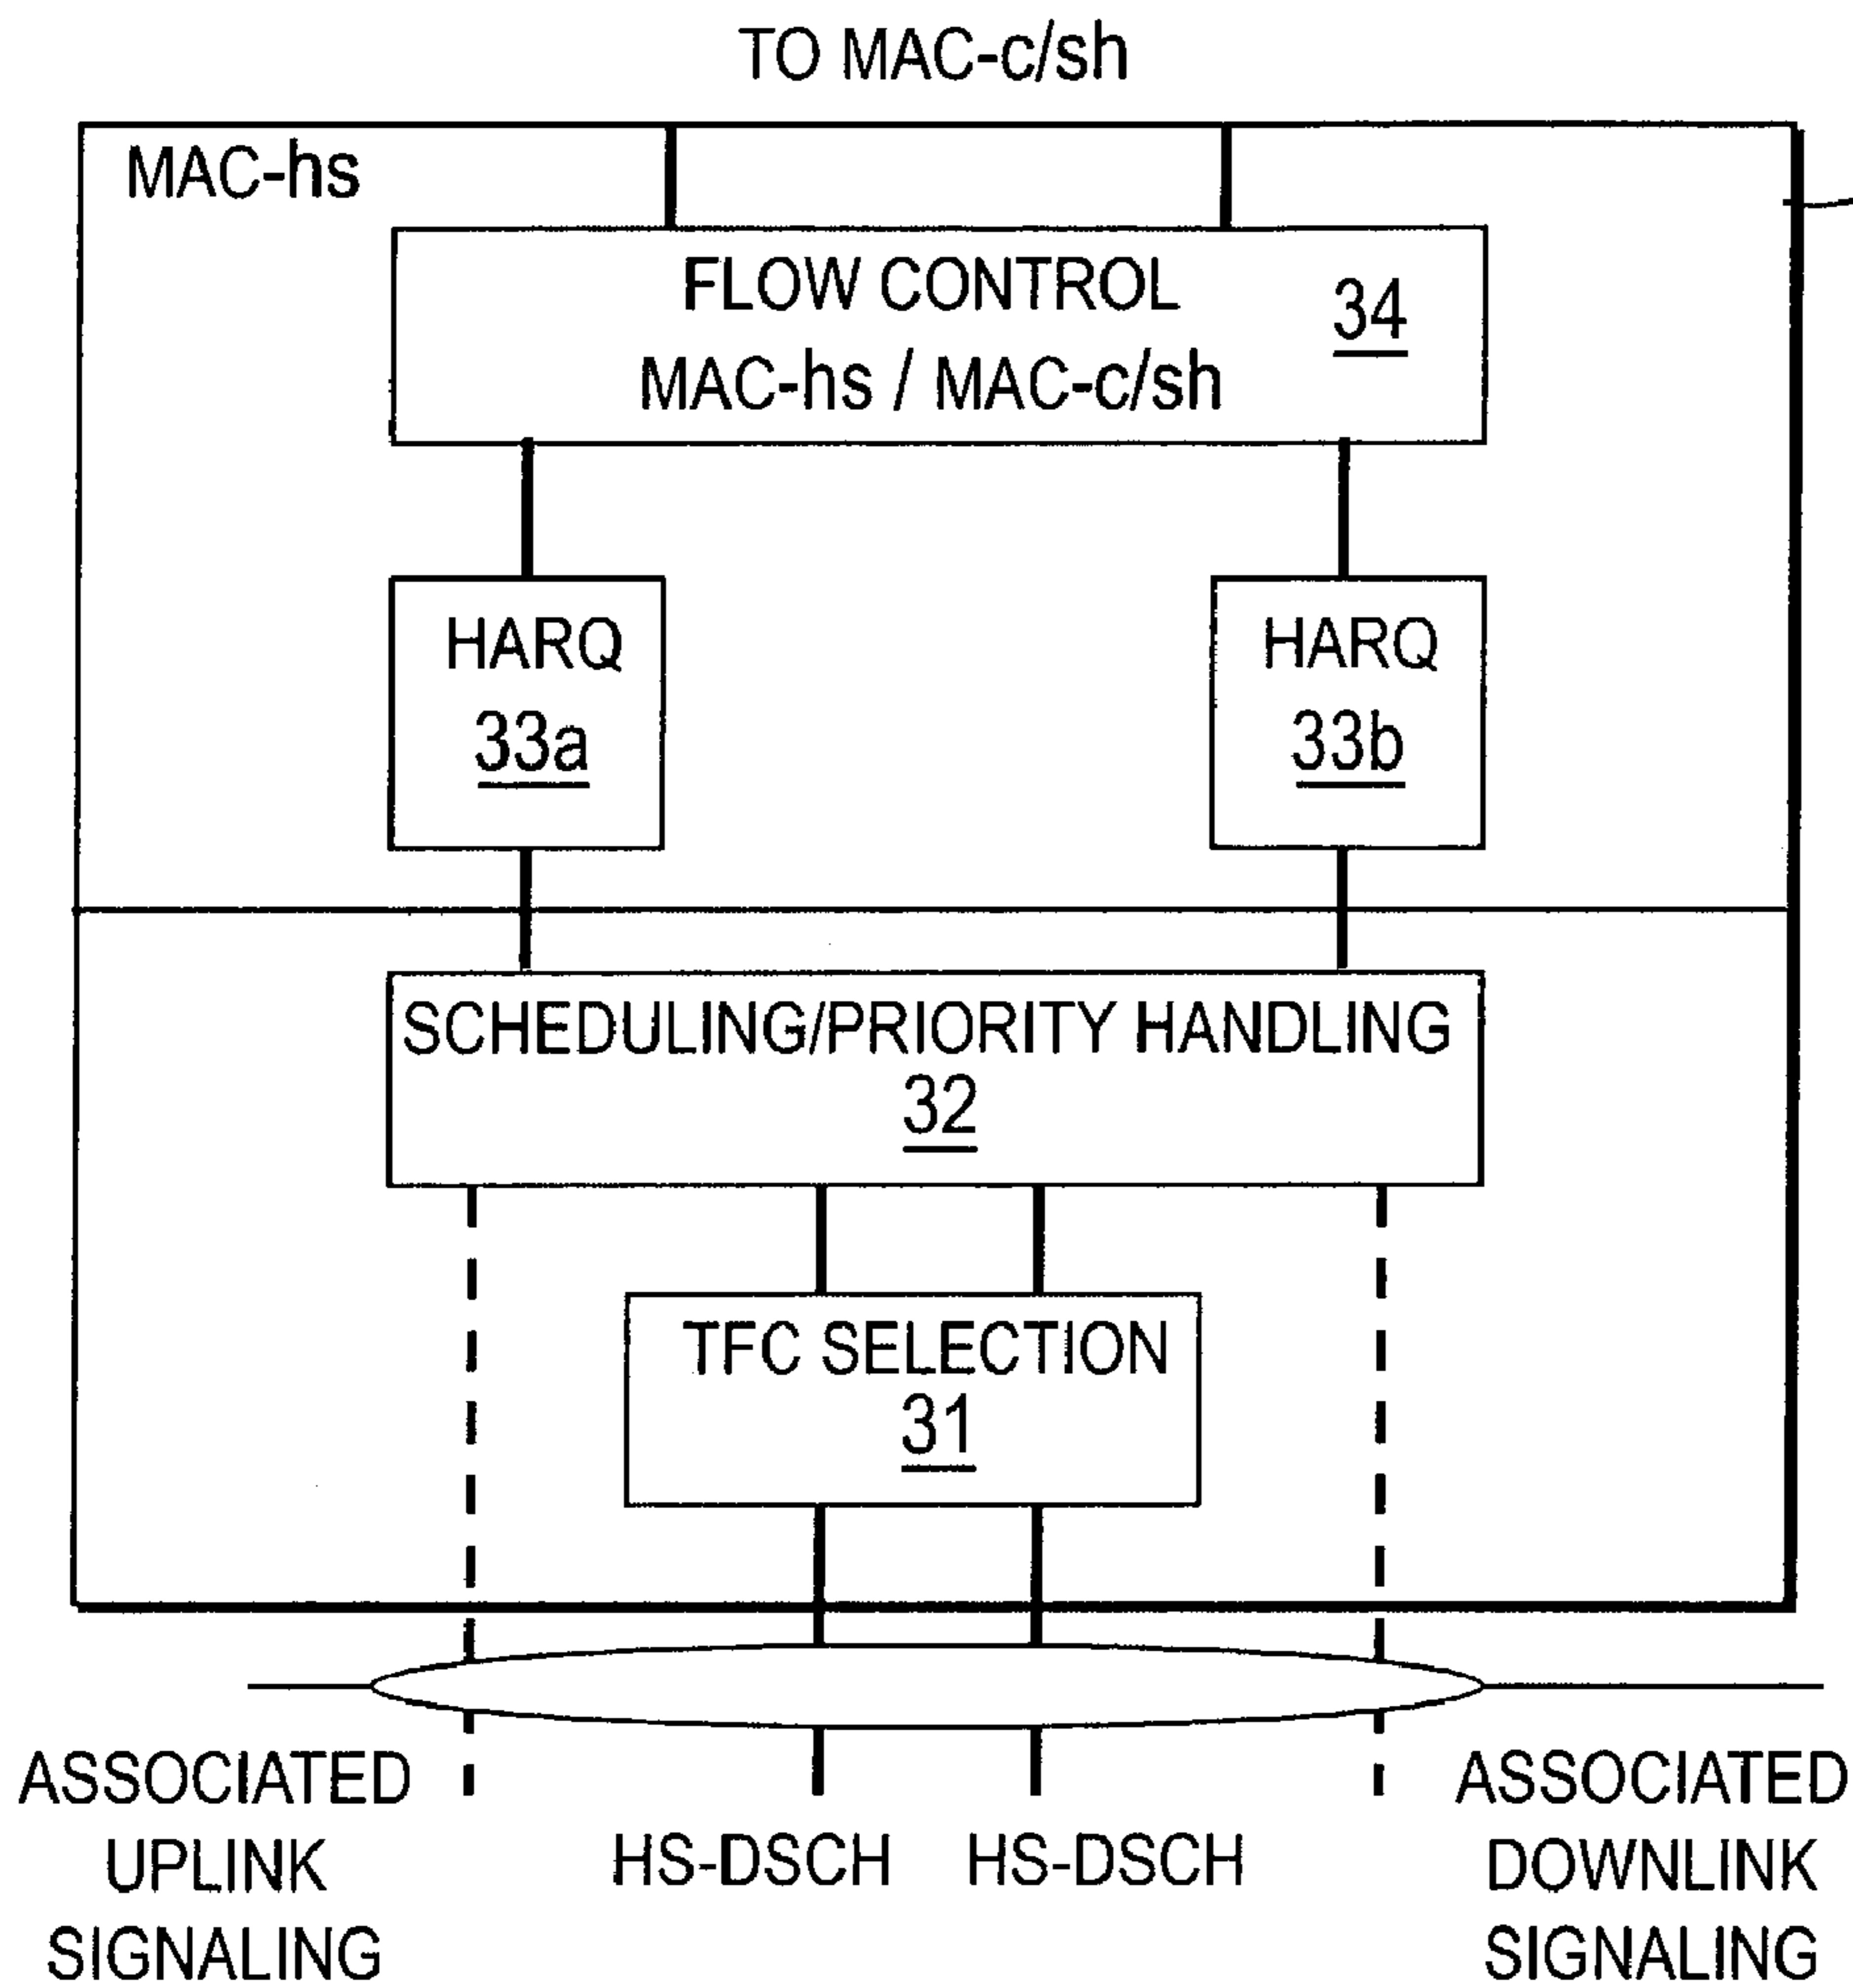 TO MAC-c/sh
MAC-hs
FLOW CONTROL
34
MAC-hs / MAC-c/sh
HARQ
33a
HARQ
33b
SCHEDULING/PRIORITY HANDLING
32
TFC SELECTION
31
ASSOCIATED
UPLINK
SIGNALING
HS-DSCH
HS-DSCH
ASSOCIATED
DOWNLINK
SIGNALING